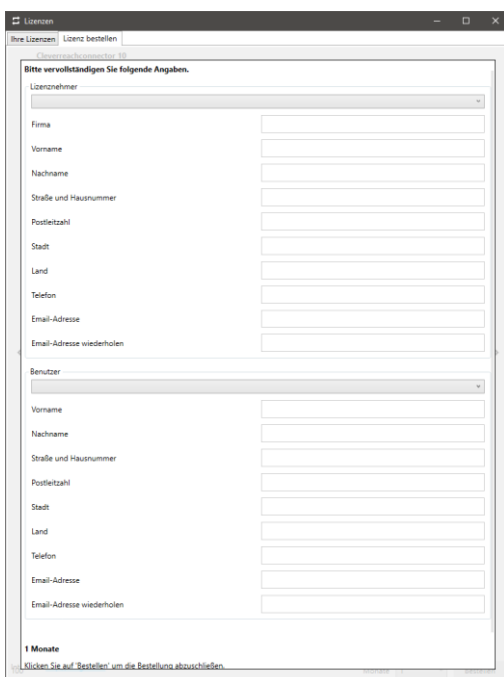 Lizenzen
Ihre Lizenzen Lizenz bestellen
Cleverreachconnector 10
Bitte vervollständigen Sie folgende Angaben.
Lizenznehmer
Firma
Vorname
Nachname
Straße und Hausnummer
Postleitzahl
Stadt
Land
Telefon
Email-Adresse
Email-Adresse wiederholen
Benutzer
Vorname
Nachname
Straße und Hausnummer
Postleitzahl
Stadt
Land
Telefon
Email-Adresse
Email-Adresse wiederholen
1 Monate
Klicken Sie auf 'Bestellen' um die Bestellung abzuschließen.